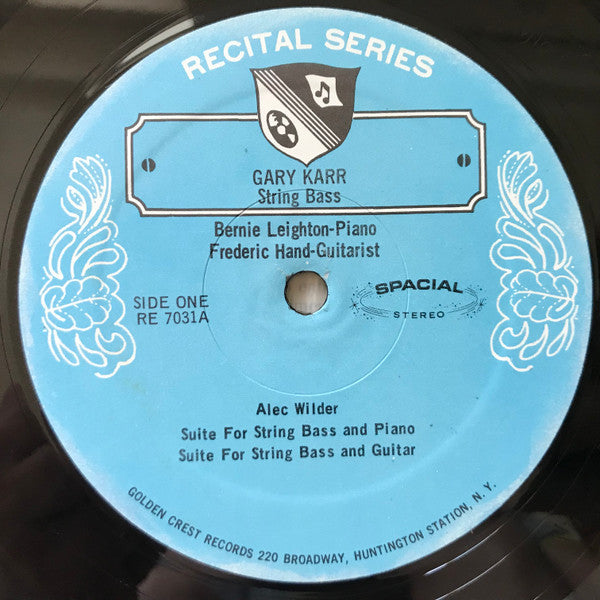 RECITAL SERIES
GARY KARR
String Bass
Bernie Leighton-Piano
Frederic Hand-Guitarist
SIDE ONE
RE 7031A
SPACIAL
STEREO
Alec Wilder
Suite For String Bass and Piano
Suite For String Bass and Guitar
GOLDEN CREST RECORDS 220 BROADWAY, HUNTINGTON STATION, N. Y.